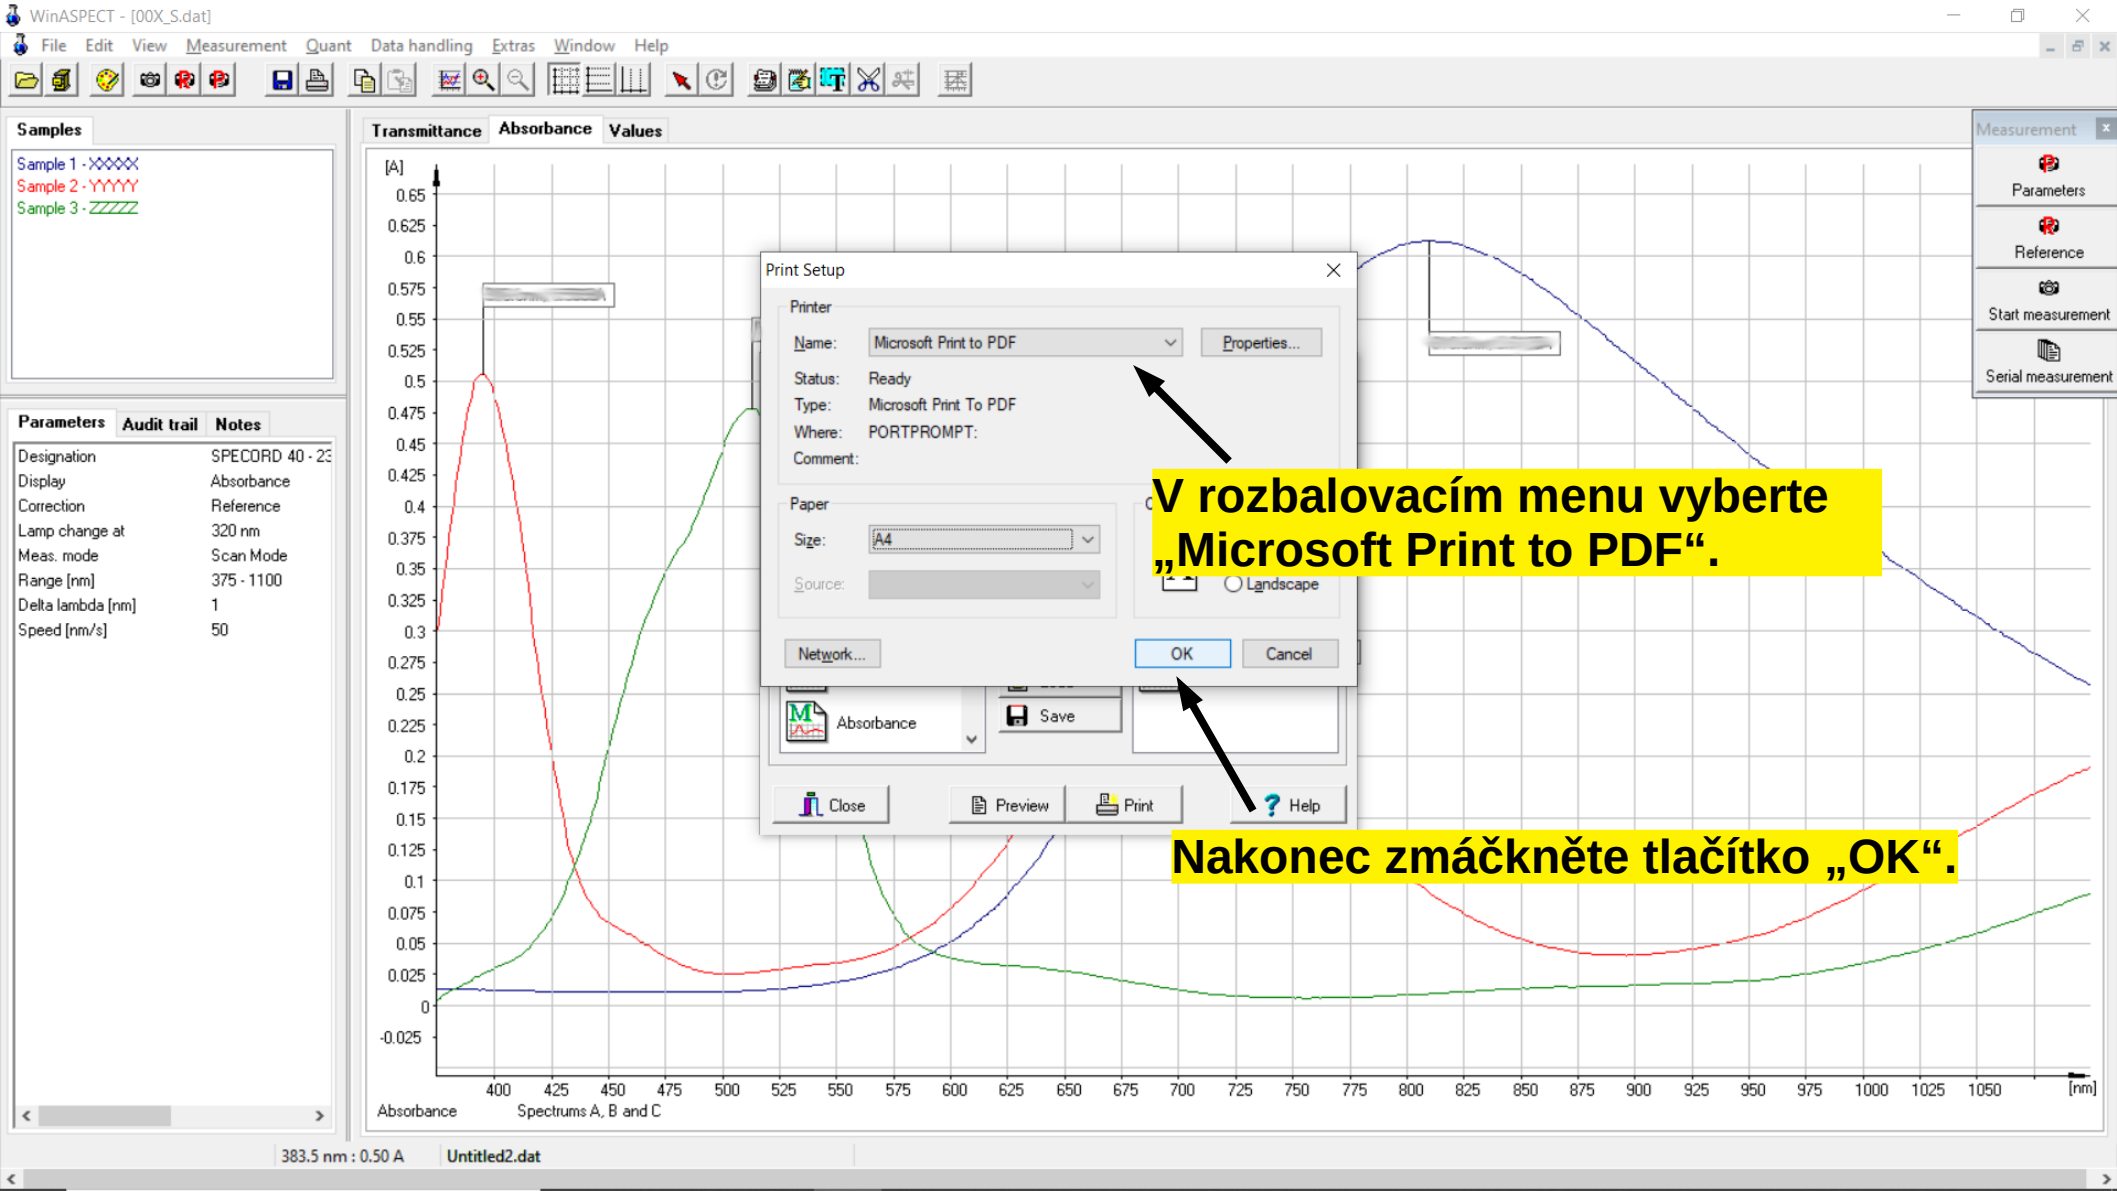 WinASPECT - [00X_S.dat]
File Edit View Measurement Quant Data handling Extras Window Help
Samples
Sample 1 - XXXXX
Sample 2 - YYYYY
Sample 3 - ZZZZZ
Parameters Audit trail Notes
Designation SPECORD 40 - 23
Display Absorbance
Correction Reference
Lamp change at 320 nm
Meas. mode Scan Mode
Range [nm] 375 - 1100
Delta lambda [nm] 1
Speed [nm/s] 50
Transmittance Absorbance Values
[A]
0.65
0.625
0.6
0.575
0.55
0.525
0.5
0.475
0.45
0.425
0.4
0.375
0.35
0.325
0.3
0.275
0.25
0.225
0.2
0.175
0.15
0.125
0.1
0.075
0.05
0.025
0
-0.025
400 425 450 475 500 525 550 575 600 625 650 675 700 725 750 775 800 825 850 875 900 925 950 975 1000 1025 1050 [nm]
Absorbance Spectrums A, B and C
Print Setup
Printer
Name: Microsoft Print to PDF Properties...
Status: Ready
Type: Microsoft Print To PDF
Where: PORTPROMPT:
Comment:
Paper
Size: A4
Source:
Landscape
Network... OK Cancel
Absorbance
Save
Close Preview Print Help
V rozbalovacím menu vyberte
„Microsoft Print to PDF“.
Nakonec zmáčkněte tlačítko „OK“.
Measurement
Parameters
Reference
Start measurement
Serial measurement
383.5 nm : 0.50 A Untitled2.dat